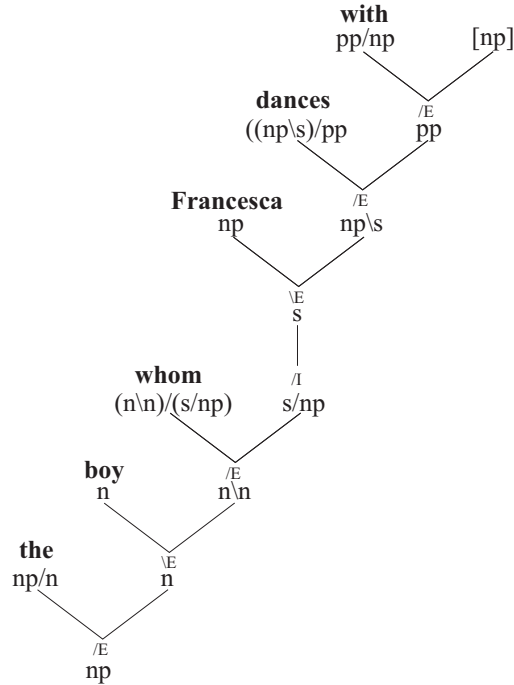 with
pp/np [np]
dances /E
((np\s)/pp pp
Francesca /E
np np\s
\E
s
whom /I
(n\n)/(s/np) s/np
boy /E
n n\n
the \E
np/n n
/E
np